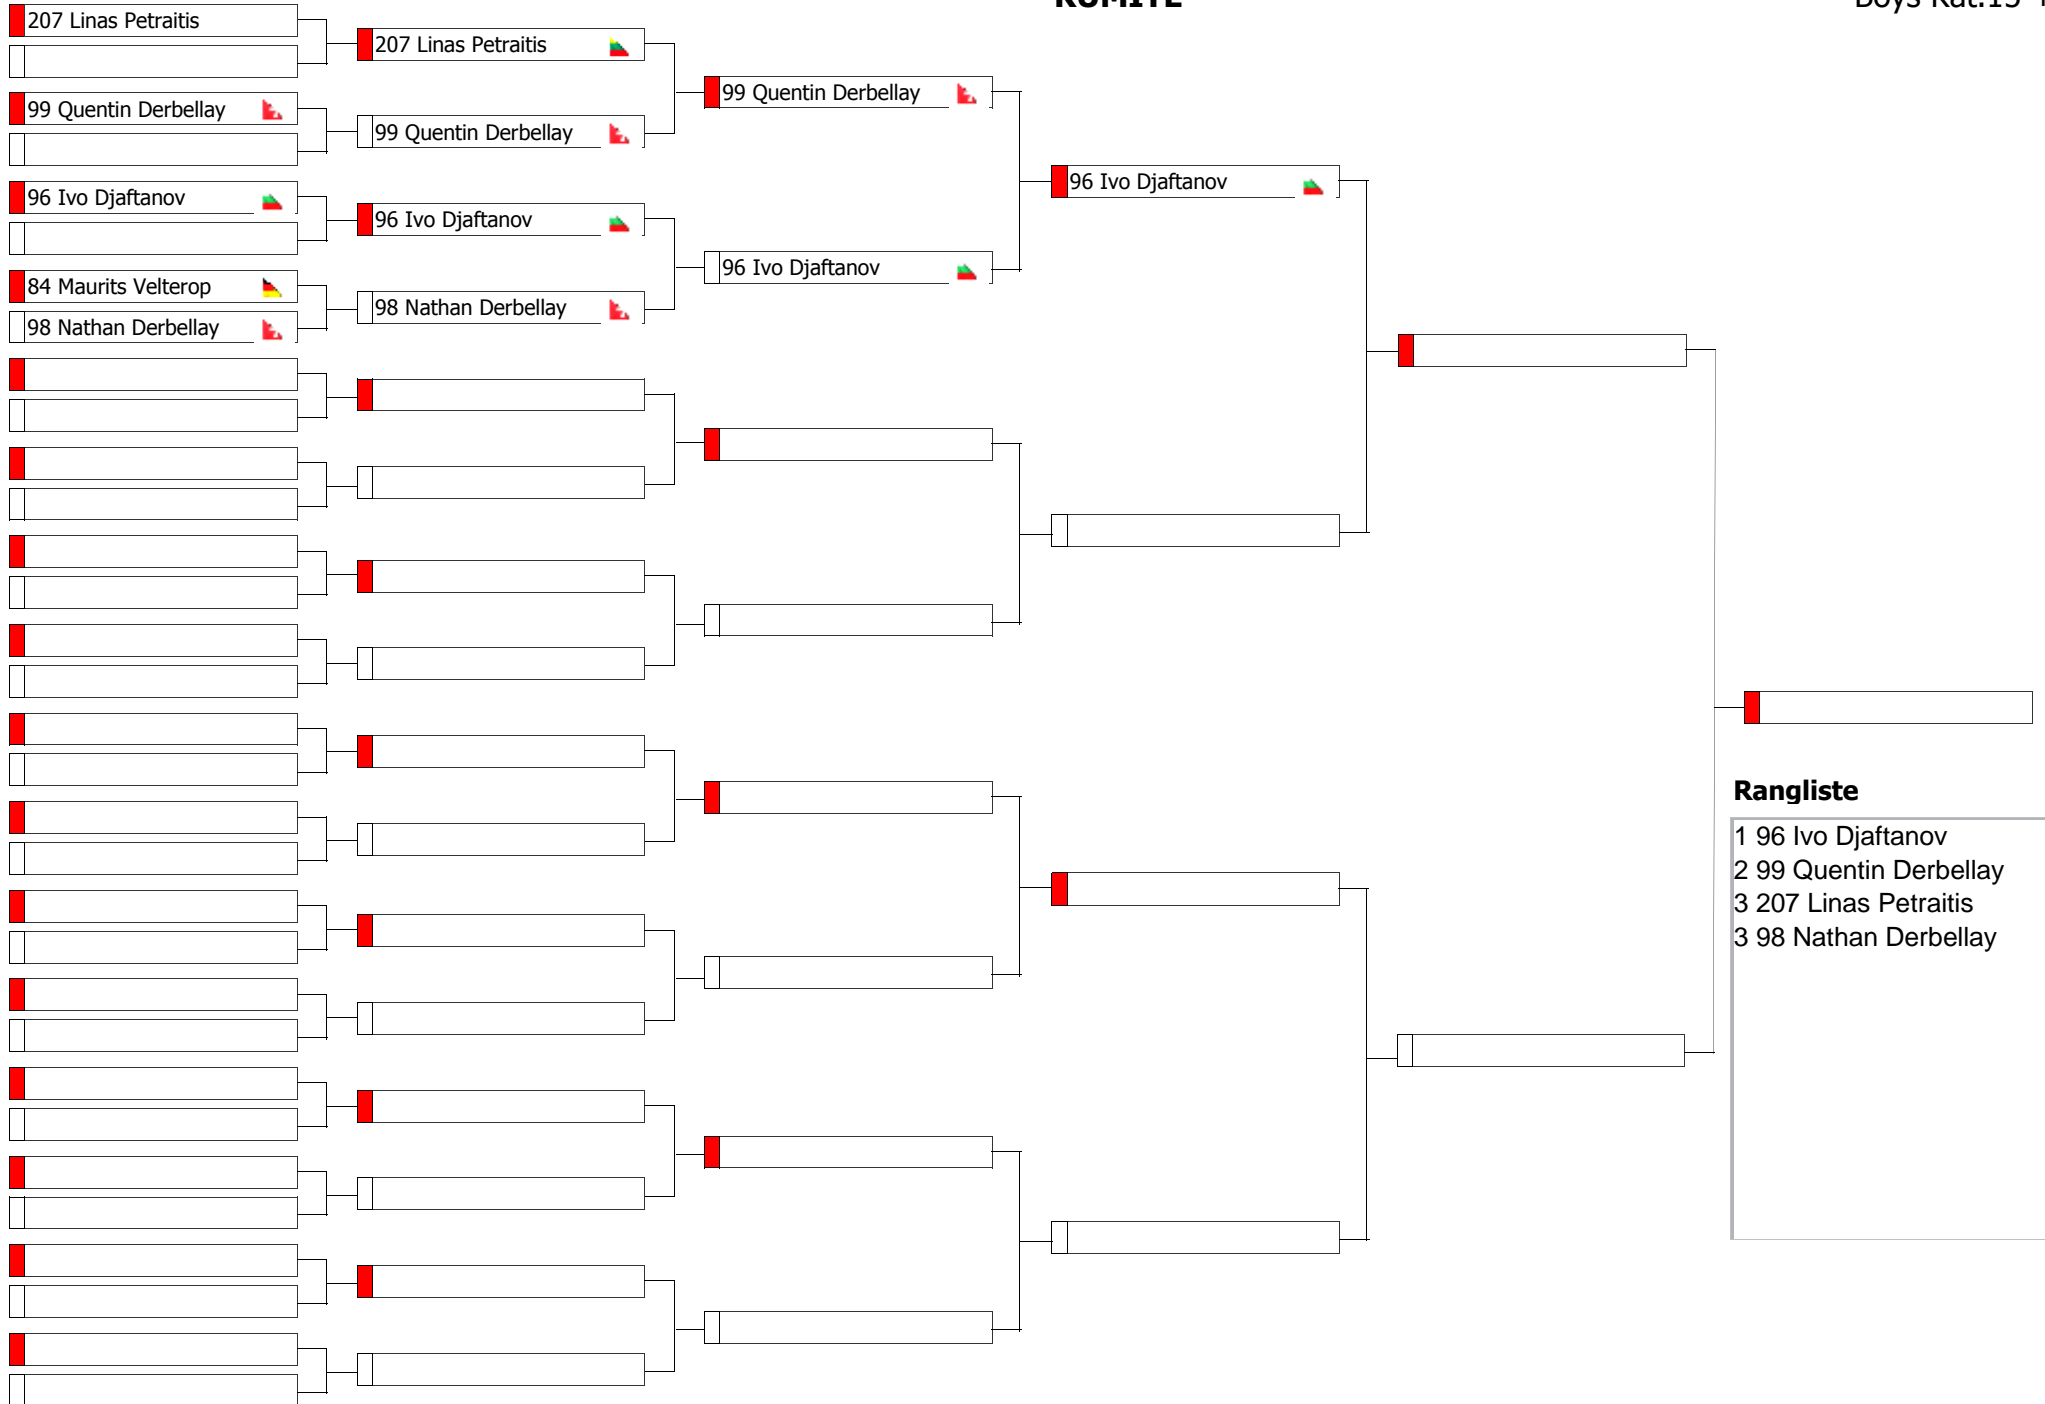 KUMITE
207 Linas Petraitis
99 Quentin Derbellay
96 Ivo Djaftanov
84 Maurits Velterop
98 Nathan Derbellay
207 Linas Petraitis
99 Quentin Derbellay
96 Ivo Djaftanov
98 Nathan Derbellay
99 Quentin Derbellay
96 Ivo Djaftanov
96 Ivo Djaftanov
Rangliste
1 96 Ivo Djaftanov
2 99 Quentin Derbellay
3 207 Linas Petraitis
3 98 Nathan Derbellay